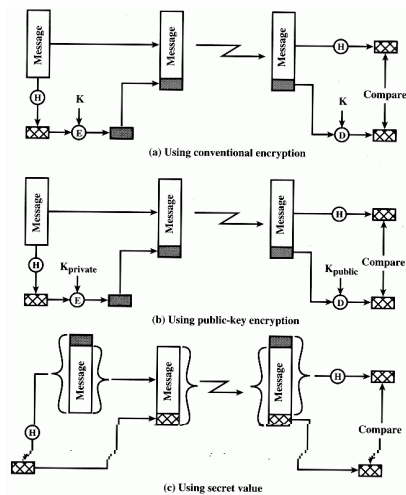 Message
Message
Message
H
H
K
K
Compare
E
D
(a) Using conventional encryption
Message
Message
Message
H
H
Kprivate
Kpublic
Compare
E
D
(b) Using public-key encryption
Message
Message
Message
H
H
Compare
(c) Using secret value